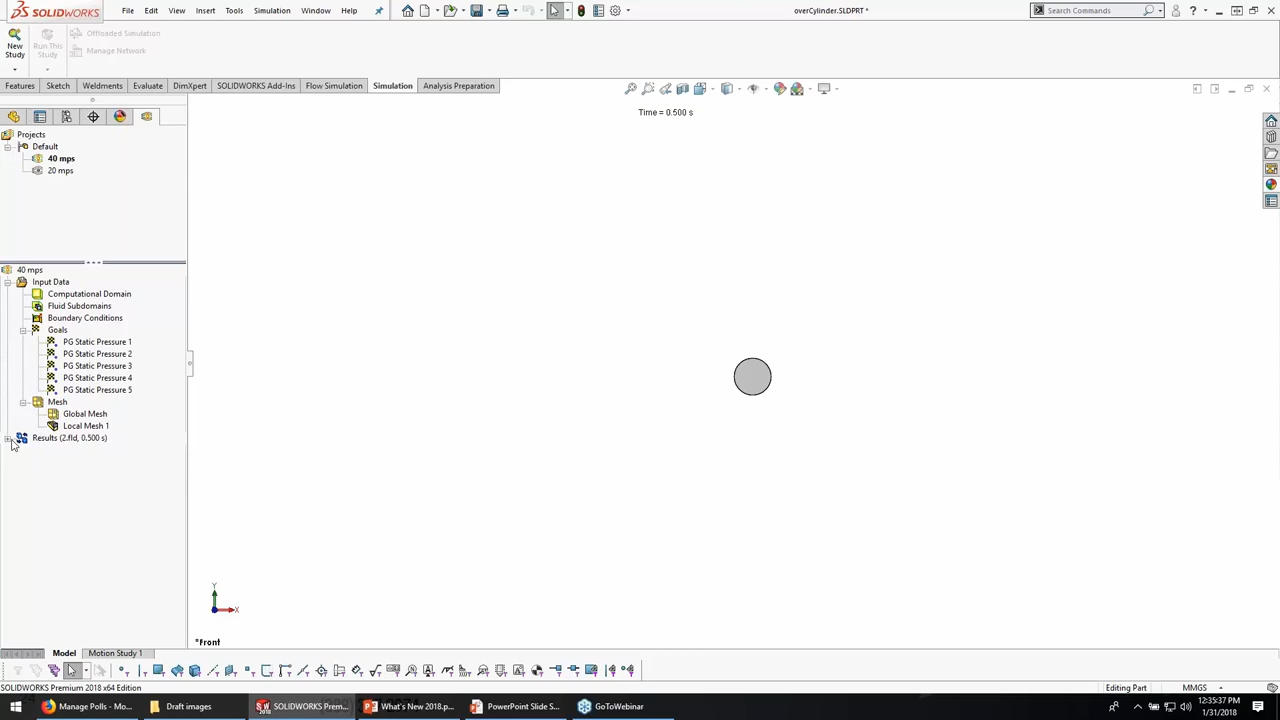 SOLIDWORKS
File Edit View Insert Tools Simulation Window Help
overCylinder.SLDPRT *
Search Commands
New Study
Run This Study
Offloaded Simulation
Manage Network
Features Sketch Weldments Evaluate DimXpert SOLIDWORKS Add-Ins Flow Simulation Simulation Analysis Preparation
Time = 0.500 s
Projects
Default
40 mps
20 mps
40 mps
Input Data
Computational Domain
Fluid Subdomains
Boundary Conditions
Goals
PG Static Pressure 1
PG Static Pressure 2
PG Static Pressure 3
PG Static Pressure 4
PG Static Pressure 5
Mesh
Global Mesh
Local Mesh 1
Results (2.fld, 0.500 s)
Y
X
*Front
Model Motion Study 1
SOLIDWORKS Premium 2018 x64 Edition
Editing Part
MMGS
Manage Polls - Mo...
Draft images
SOLIDWORKS Prem...
What's New 2018.p...
PowerPoint Slide S...
GoToWebinar
12:35:37 PM
1/31/2018